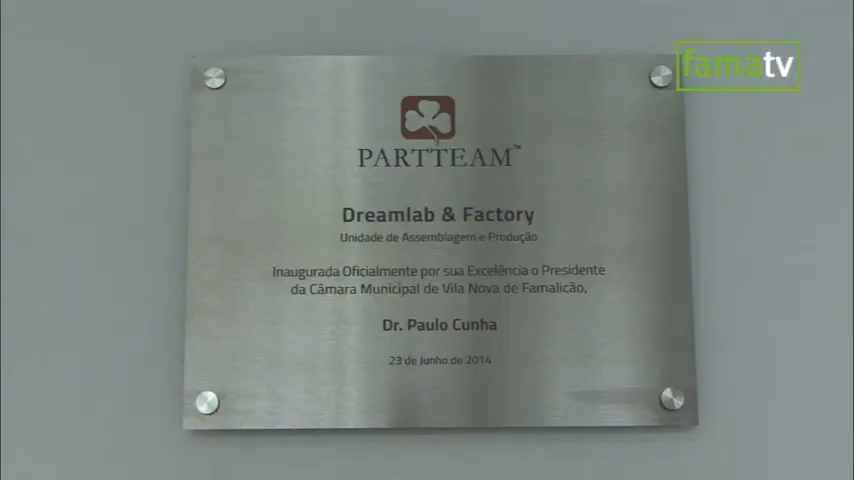 famatv
PARTTEAM™
Dreamlab & Factory
Unidade de Assemblagem e Produção
Inaugurada Oficialmente por sua Excelência o Presidente
da Câmara Municipal de Vila Nova de Famalicão,
Dr. Paulo Cunha
23 de Junho de 2014